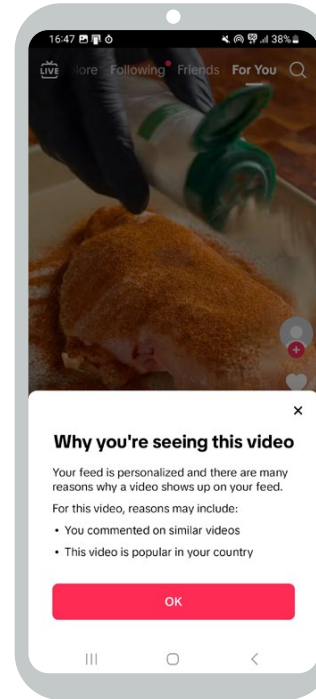 16:47 38%
LIVE lore Following Friends For You
Why you're seeing this video
Your feed is personalized and there are many
reasons why a video shows up on your feed.
For this video, reasons may include:
• You commented on similar videos
• This video is popular in your country
OK